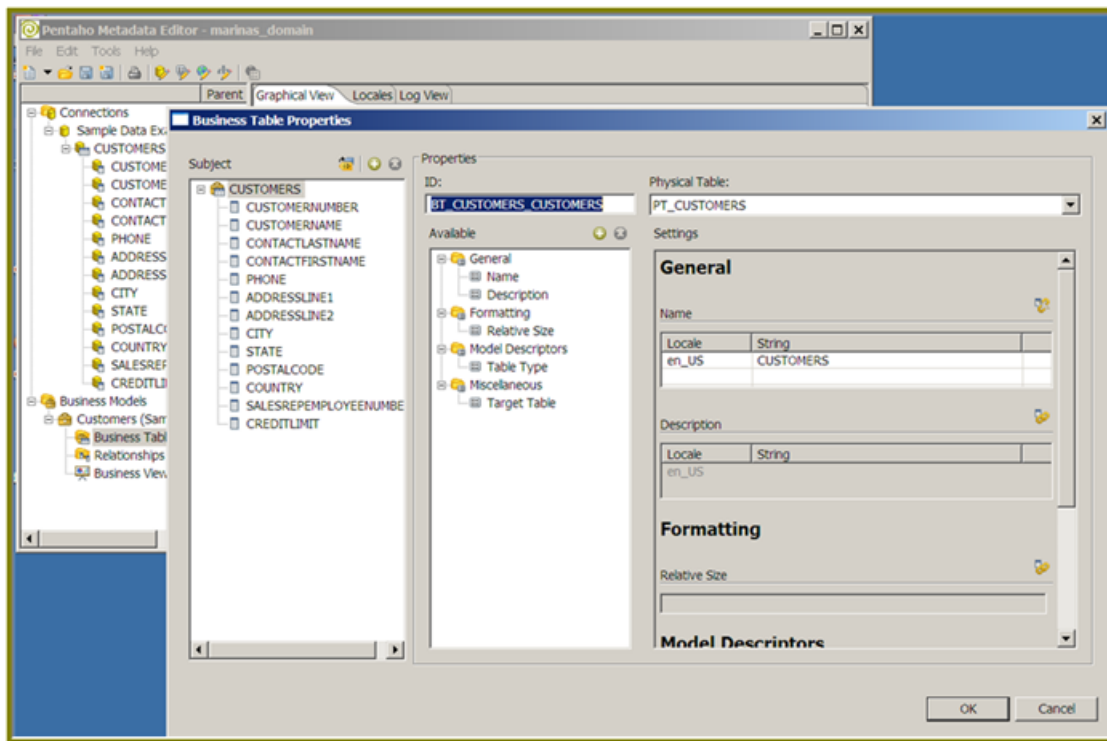 Pentaho Metadata Editor - marinas_domain
File Edit Tools Help
Parent Graphical View Locales Log View
Connections
Sample Data Exa
CUSTOMERS
CUSTOME
CUSTOME
CONTACT
CONTACT
PHONE
ADDRESS
ADDRESS
CITY
STATE
POSTALCO
COUNTRY
SALESREP
CREDITLI
Business Models
Customers (Sam
Business Tabl
Relationships
Business View
Business Table Properties
Subject
CUSTOMERS
CUSTOMERNUMBER
CUSTOMERNAME
CONTACTLASTNAME
CONTACTFIRSTNAME
PHONE
ADDRESSLINE1
ADDRESSLINE2
CITY
STATE
POSTALCODE
COUNTRY
SALESREPEMPLOYEENUMBE
CREDITLIMIT
Properties
ID:
BT_CUSTOMERS_CUSTOMERS
Physical Table:
PT_CUSTOMERS
Available
General
Name
Description
Formatting
Relative Size
Model Descriptors
Table Type
Miscellaneous
Target Table
Settings
General
Name
Locale String
en_US CUSTOMERS
Description
Locale String
en_US
Formatting
Relative Size
Model Descriptors
OK Cancel